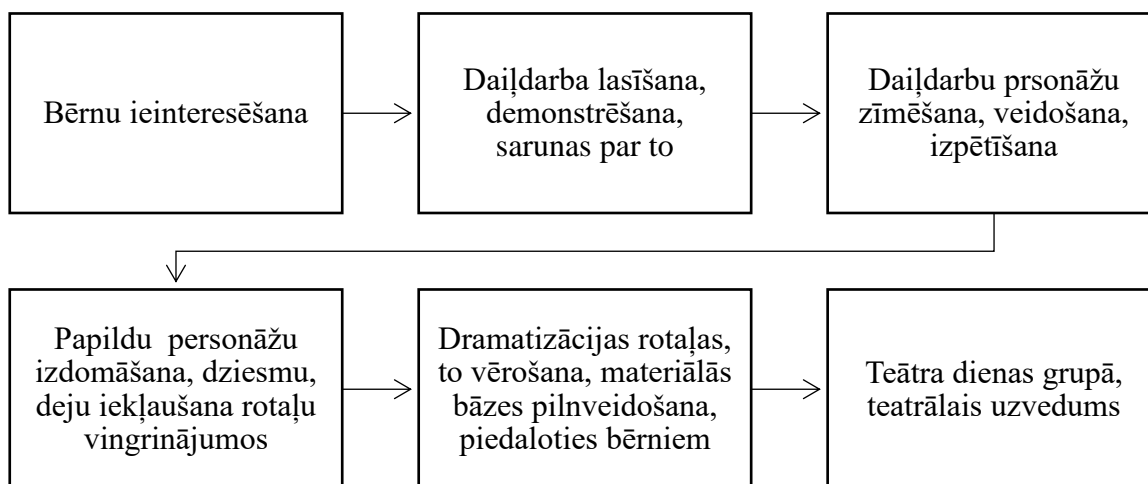 Bērnu ieinteresēšana
Daiļdarba lasīšana,
demonstrēšana,
sarunas par to
Daiļdarbu prsonāžu
zīmēšana, veidošana,
izpētīšana
Papildu personāžu
izdomāšana, dziesmu,
deju iekļaušana rotaļu
vingrinājumos
Dramatizācijas rotaļas,
to vērošana, materiālās
bāzes pilnveidošana,
piedaloties bērniem
Teātra dienas grupā,
teatrālais uzvedums